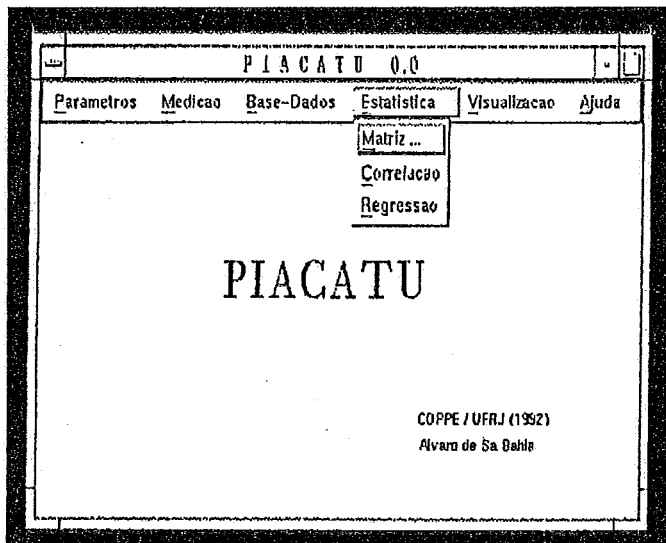 PIACATU 0.0
Parametros Medicao Base-Dados Estatistica Visualizacao Ajuda
Matriz ...
Correlacao
Regressao
PIACATU
COPPE / UFRJ (1992)
Alvaro de Sa Bahia